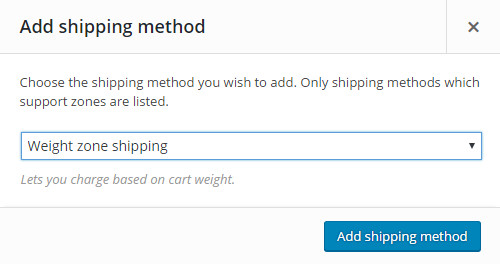 Add shipping method
Choose the shipping method you wish to add. Only shipping methods which
support zones are listed.
Weight zone shipping
Lets you charge based on cart weight.
Add shipping method